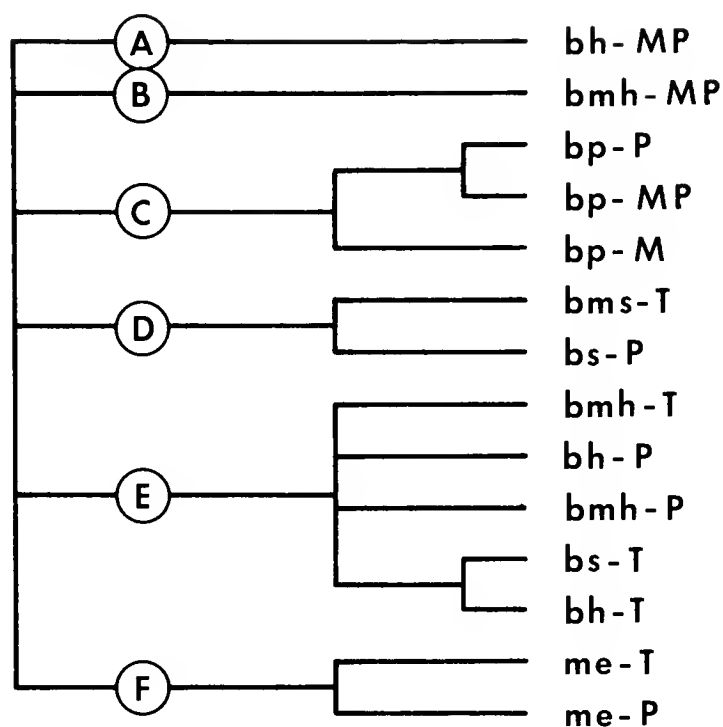 A
bh-MP
B
bmh-MP
bp-P
bp-MP
C
bp-M
bms-T
D
bs-P
bmh-T
bh-P
E
bmh-P
bs-T
bh-T
me-T
F
me-P